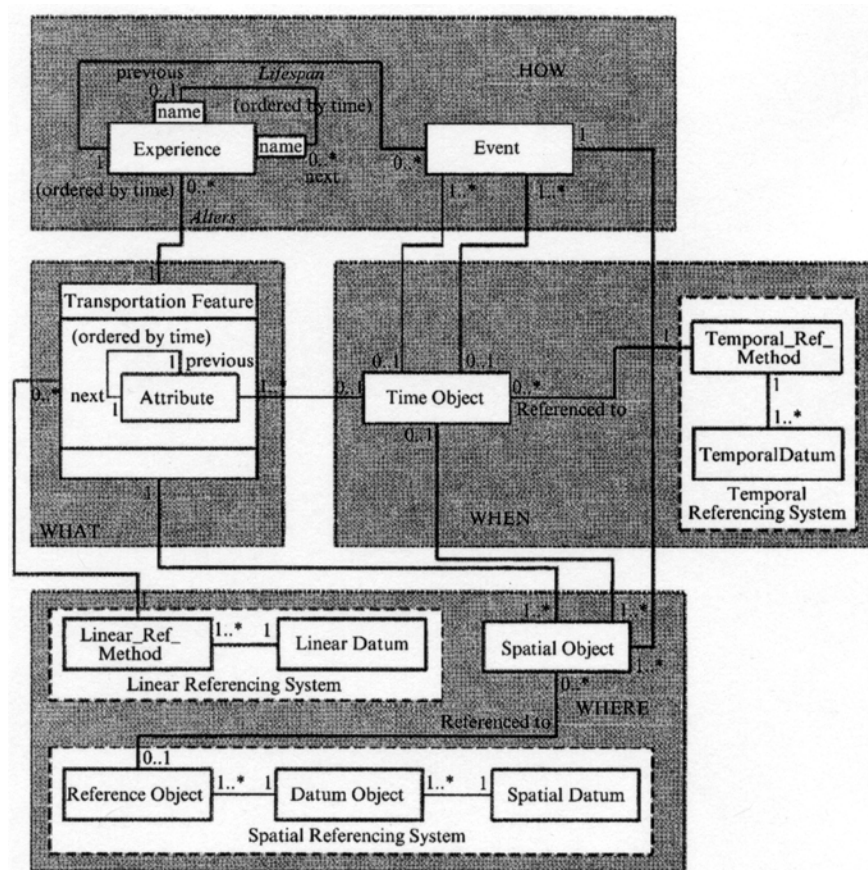 previous
Lifespan
HOW
0..1
(ordered by time)
name
Experience
name
Event
1
1
0..*
next
0..*
(ordered by time)
0..*
1..*
1..*
Alters
1
Transportation Feature
(ordered by time)
1
previous
next
1
Attribute
0..*
1..*
0..1
0..1
0..1
Time Object
0..*
Referenced to
0..1
1
Temporal_Ref_
Method
1
1..*
TemporalDatum
Temporal
Referencing System
1
WHAT
WHEN
1
1..*
1..*
Linear_Ref_
Method
1..*
1
Linear Datum
Linear Referencing System
Spatial Object
1..*
0..*
WHERE
Referenced to
0..1
Reference Object
1..*
1
Datum Object
1..*
1
Spatial Datum
Spatial Referencing System